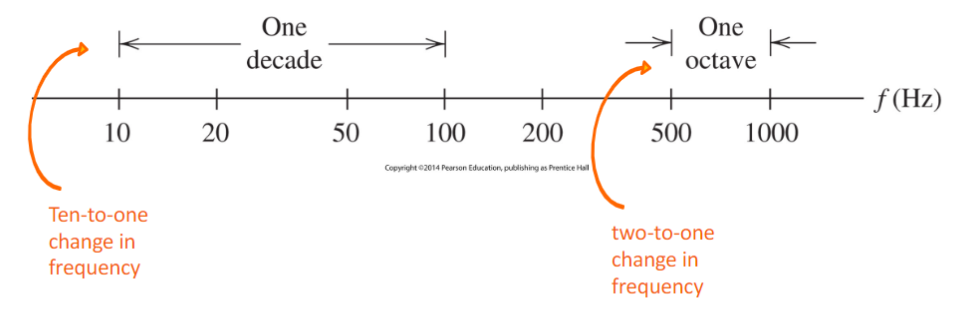 One
decade
One
octave
f (Hz)
10 20 50 100 200 500 1000
Copyright ©2014 Pearson Education, publishing as Prentice Hall
Ten-to-one
change in
frequency
two-to-one
change in
frequency